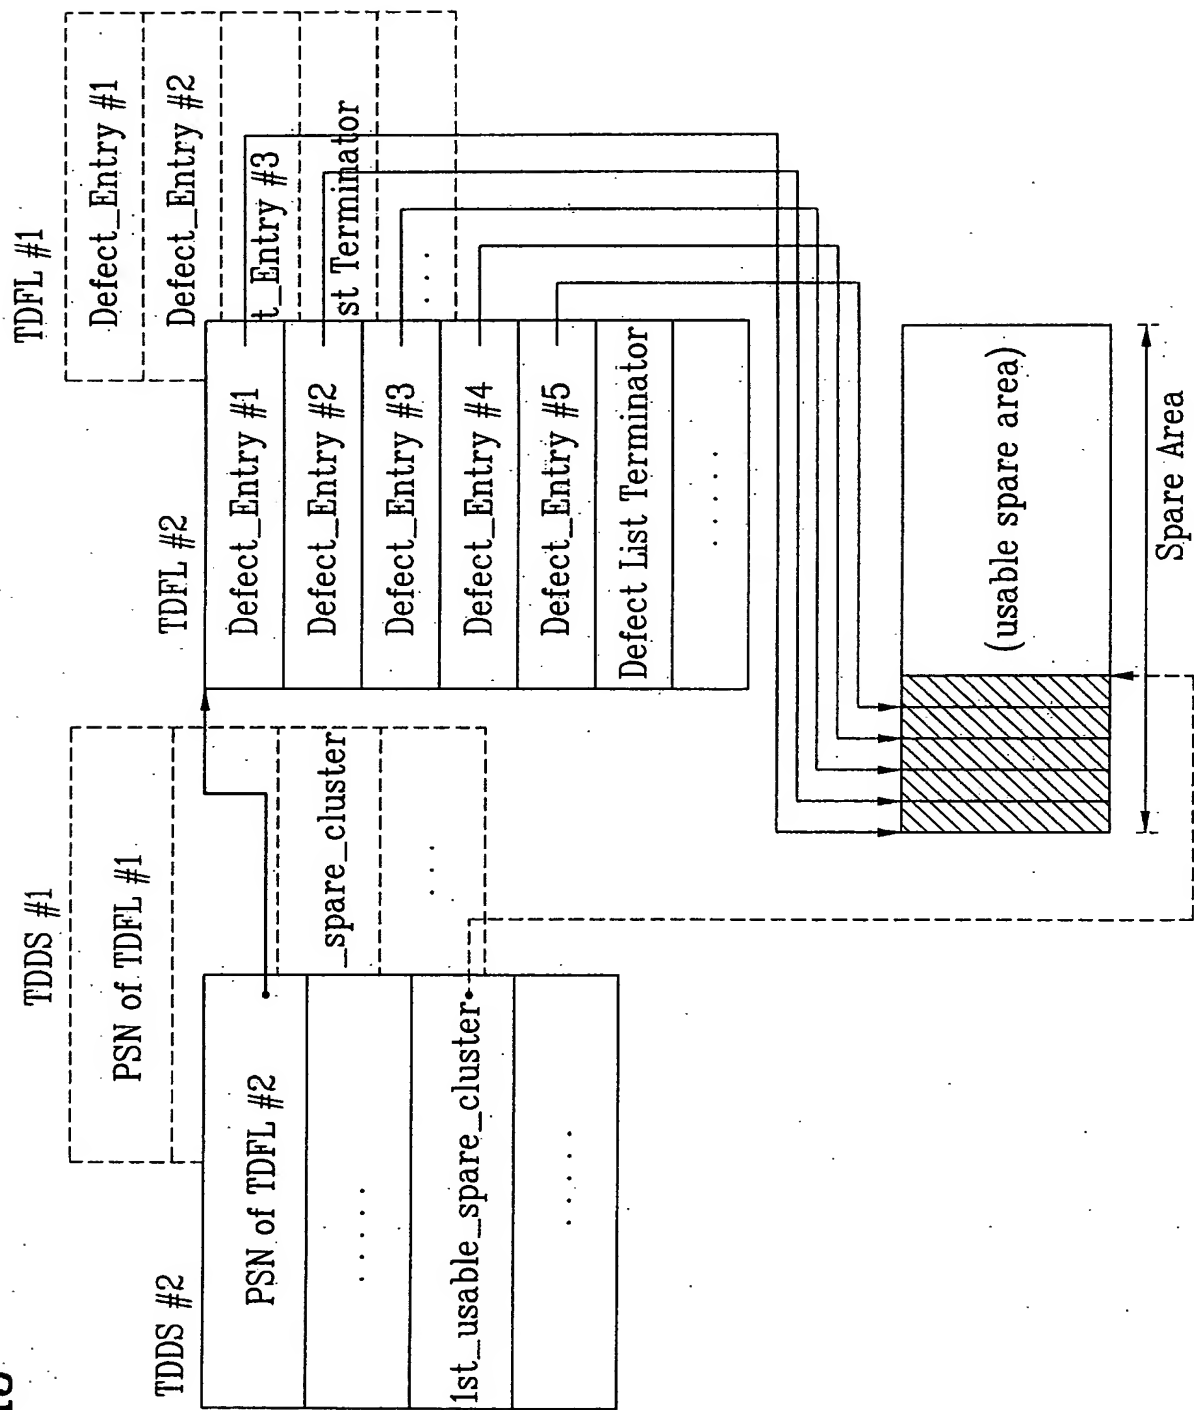 TDDS #1
PSN of TDFL #1
_spare_cluster
. . .
TDDS #2
PSN of TDFL #2
. . . . . .
1st_usable_spare_cluster
. . . . . .
TDFL #1
Defect_Entry #1
Defect_Entry #2
t_Entry #3
st Terminator
. . . .
TDFL #2
Defect_Entry #1
Defect_Entry #2
Defect_Entry #3
Defect_Entry #4
Defect_Entry #5
Defect List Terminator
. . . . . .
(usable spare area)
Spare Area